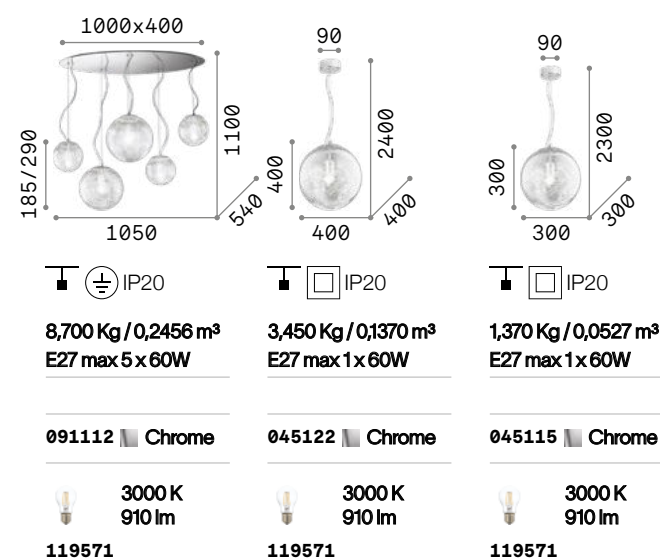 1000x400
185/290
1100
1050
540
IP20
8,700 Kg / 0,2456 m³
E27 max 5 x 60W
091112 Chrome
3000 K
910 lm
119571
90
400
2400
400
400
IP20
3,450 Kg / 0,1370 m³
E27 max 1 x 60W
045122 Chrome
3000 K
910 lm
119571
90
300
2300
300
300
IP20
1,370 Kg / 0,0527 m³
E27 max 1 x 60W
045115 Chrome
3000 K
910 lm
119571